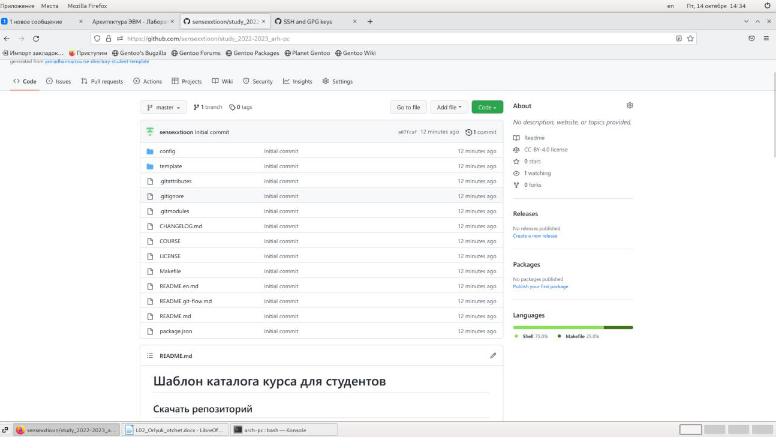 Приложение Места Mozilla Firefox en Пт, 14 октября 14:34
1 новое сообщение
Архитектура ЭВМ - Лаборат
sensexxtioon/study_2022
SSH and GPG keys
https://github.com/sensexxtioon/study_2022-2023_arh-pc
Импорт закладок... Приступим Gentoo's Bugzilla Gentoo Forums Gentoo Packages Planet Gentoo Gentoo Wiki
generated from yamadharma/course-directory-student-template
Code Issues Pull requests Actions Projects Wiki Security Insights Settings
master 1 branch 0 tags Go to file Add file Code
sensexxtioon Initial commit 12 minutes ago 1 commit
config Initial commit 12 minutes ago
template Initial commit 12 minutes ago
.gitattributes Initial commit 12 minutes ago
.gitignore Initial commit 12 minutes ago
.gitmodules Initial commit 12 minutes ago
CHANGELOG.md Initial commit 12 minutes ago
COURSE Initial commit 12 minutes ago
LICENSE Initial commit 12 minutes ago
Makefile Initial commit 12 minutes ago
README.en.md Initial commit 12 minutes ago
README.git-flow.md Initial commit 12 minutes ago
README.md Initial commit 12 minutes ago
package.json Initial commit 12 minutes ago
README.md
Шаблон каталога курса для студентов
Скачать репозиторий
About
No description, website, or topics provided.
Readme
CC-BY-4.0 license
0 stars
1 watching
0 forks
Releases
No releases published
Create a new release
Packages
No packages published
Publish your first package
Languages
Shell 75.0% Makefile 25.0%
sensexxtioon/study_2022-2023_a... L02_Orlyuk_otchet.docx - LibreOf... arch-pc : bash — Konsole